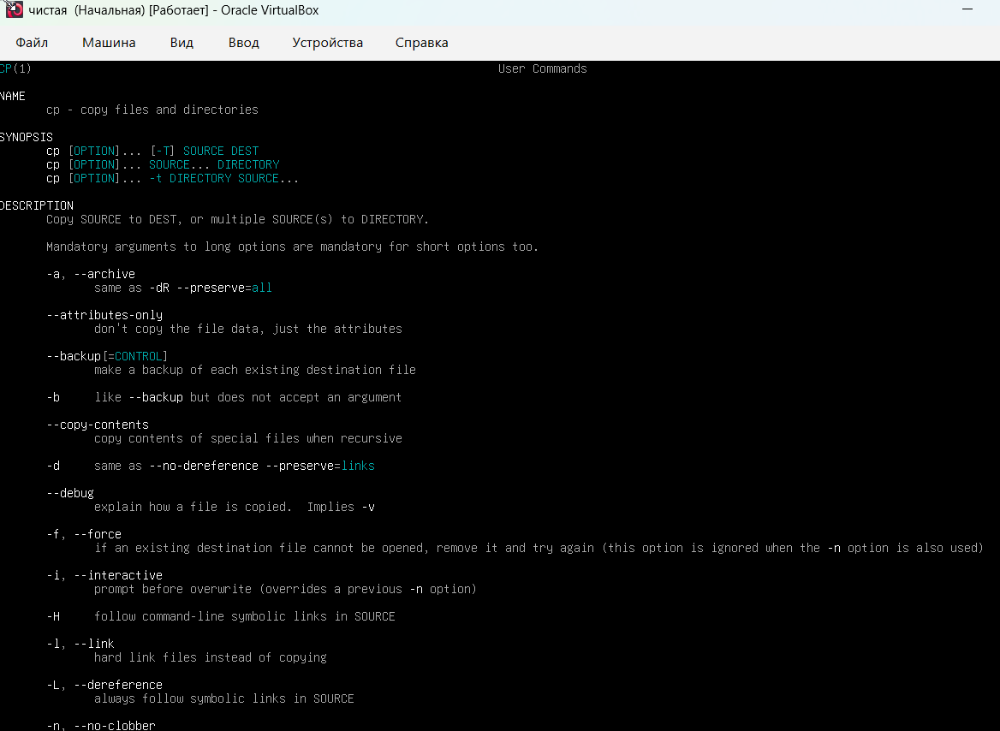 чистая (Начальная) [Работает] - Oracle VirtualBox
Файл Машина Вид Ввод Устройства Справка
CP(1) User Commands
NAME
cp - copy files and directories
SYNOPSIS
cp [OPTION]... [-T] SOURCE DEST
cp [OPTION]... SOURCE... DIRECTORY
cp [OPTION]... -t DIRECTORY SOURCE...
DESCRIPTION
Copy SOURCE to DEST, or multiple SOURCE(s) to DIRECTORY.
Mandatory arguments to long options are mandatory for short options too.
-a, --archive
same as -dR --preserve=all
--attributes-only
don't copy the file data, just the attributes
--backup[=CONTROL]
make a backup of each existing destination file
-b like --backup but does not accept an argument
--copy-contents
copy contents of special files when recursive
-d same as --no-dereference --preserve=links
--debug
explain how a file is copied. Implies -v
-f, --force
if an existing destination file cannot be opened, remove it and try again (this option is ignored when the -n option is also used)
-i, --interactive
prompt before overwrite (overrides a previous -n option)
-H follow command-line symbolic links in SOURCE
-l, --link
hard link files instead of copying
-L, --dereference
always follow symbolic links in SOURCE
-n, --no-clobber